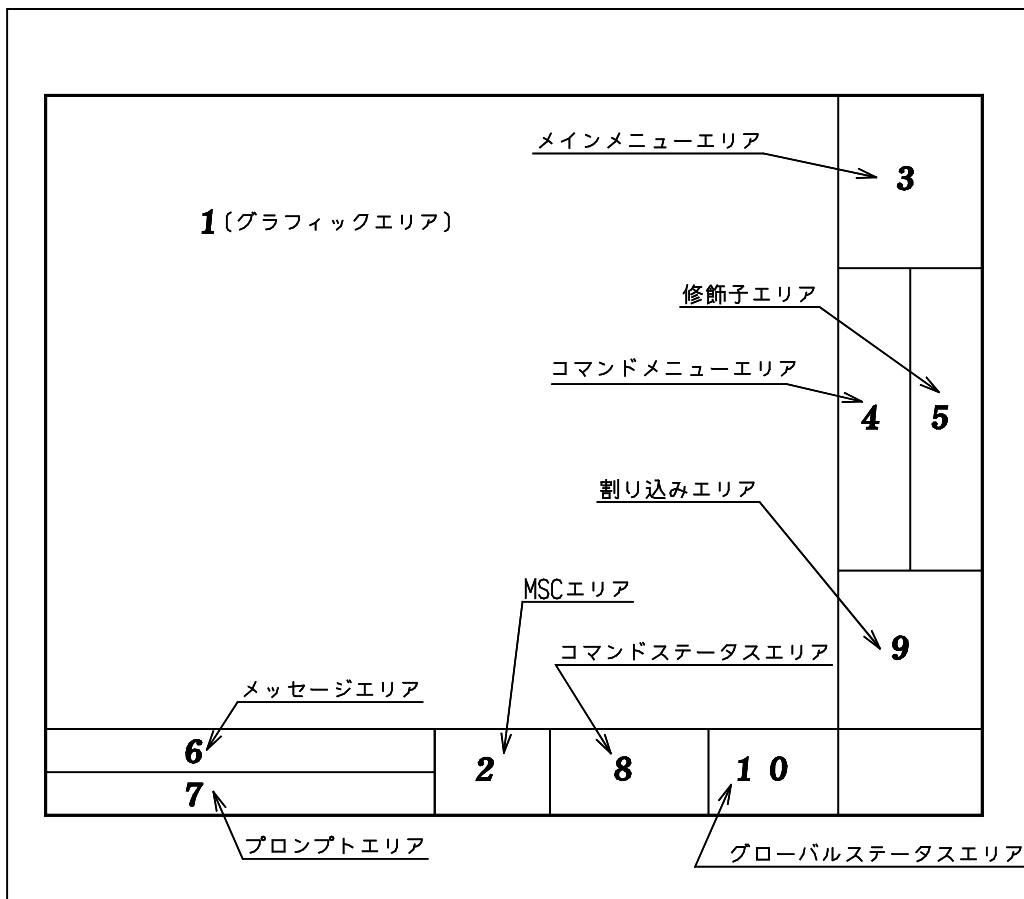 メインメニューエリア
3
1(グラフィックエリア)
修飾子エリア
コマンドメニューエリア
4
5
割り込みエリア
MSCエリア
9
コマンドステータスエリア
メッセージエリア
6
2
8
10
7
プロンプトエリア
グローバルステータスエリア